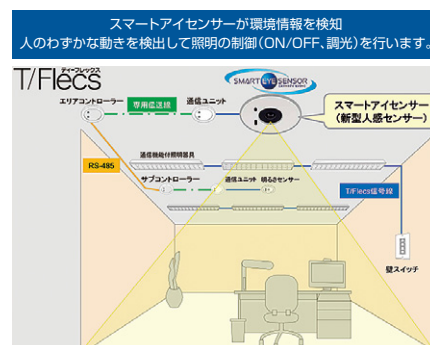 スマートアイセンサーが環境情報を検知
人のわずかな動きを検出して照明の制御(ON/OFF、調光)を行います。
ティーフレックス
T/Flecs
SMART EYE SENSOR
エリアコントローラー
専用伝送線
通信ユニット
スマートアイセンサー
(新型人感センサー)
通信機能付照明器具
RS-485
サブコントローラー
通信ユニット
明るさセンサー
T/Flecs信号線
壁スイッチ